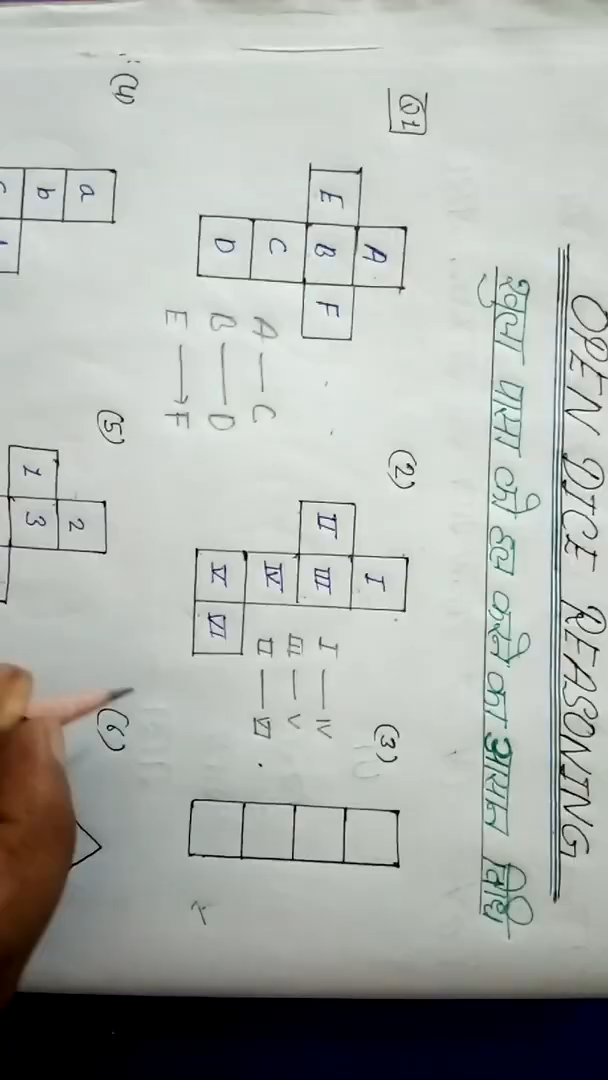 OPEN DICE REASONING
खुला पासा को हल करने का आसान विधि
Q1
A
E B F
C
D
A — C
B — D
E — F
(2)
I
II III
IV
V VI
I — IV
III — V
II — VI
(3)
(4)
a
b
c
(5)
2
1 3
(6)